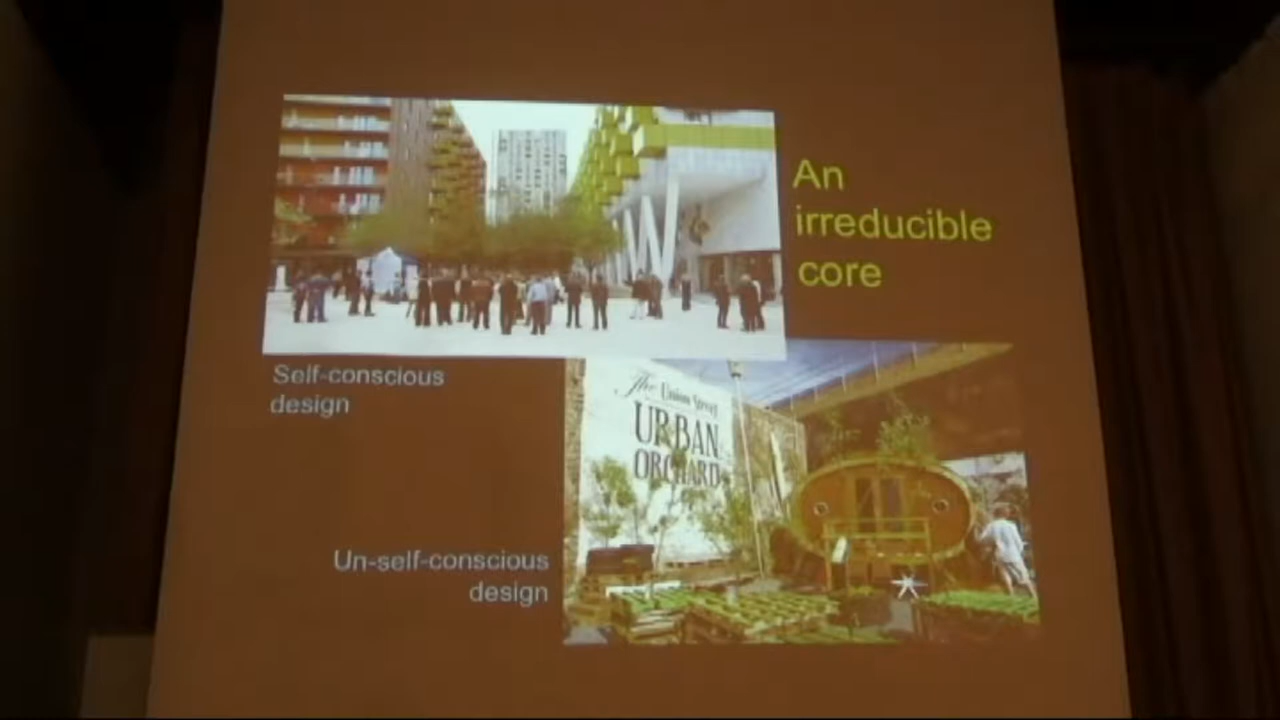 An
irreducible
core
Self-conscious
design
The Union Street
URBAN
ORCHARD
Un-self-conscious
design